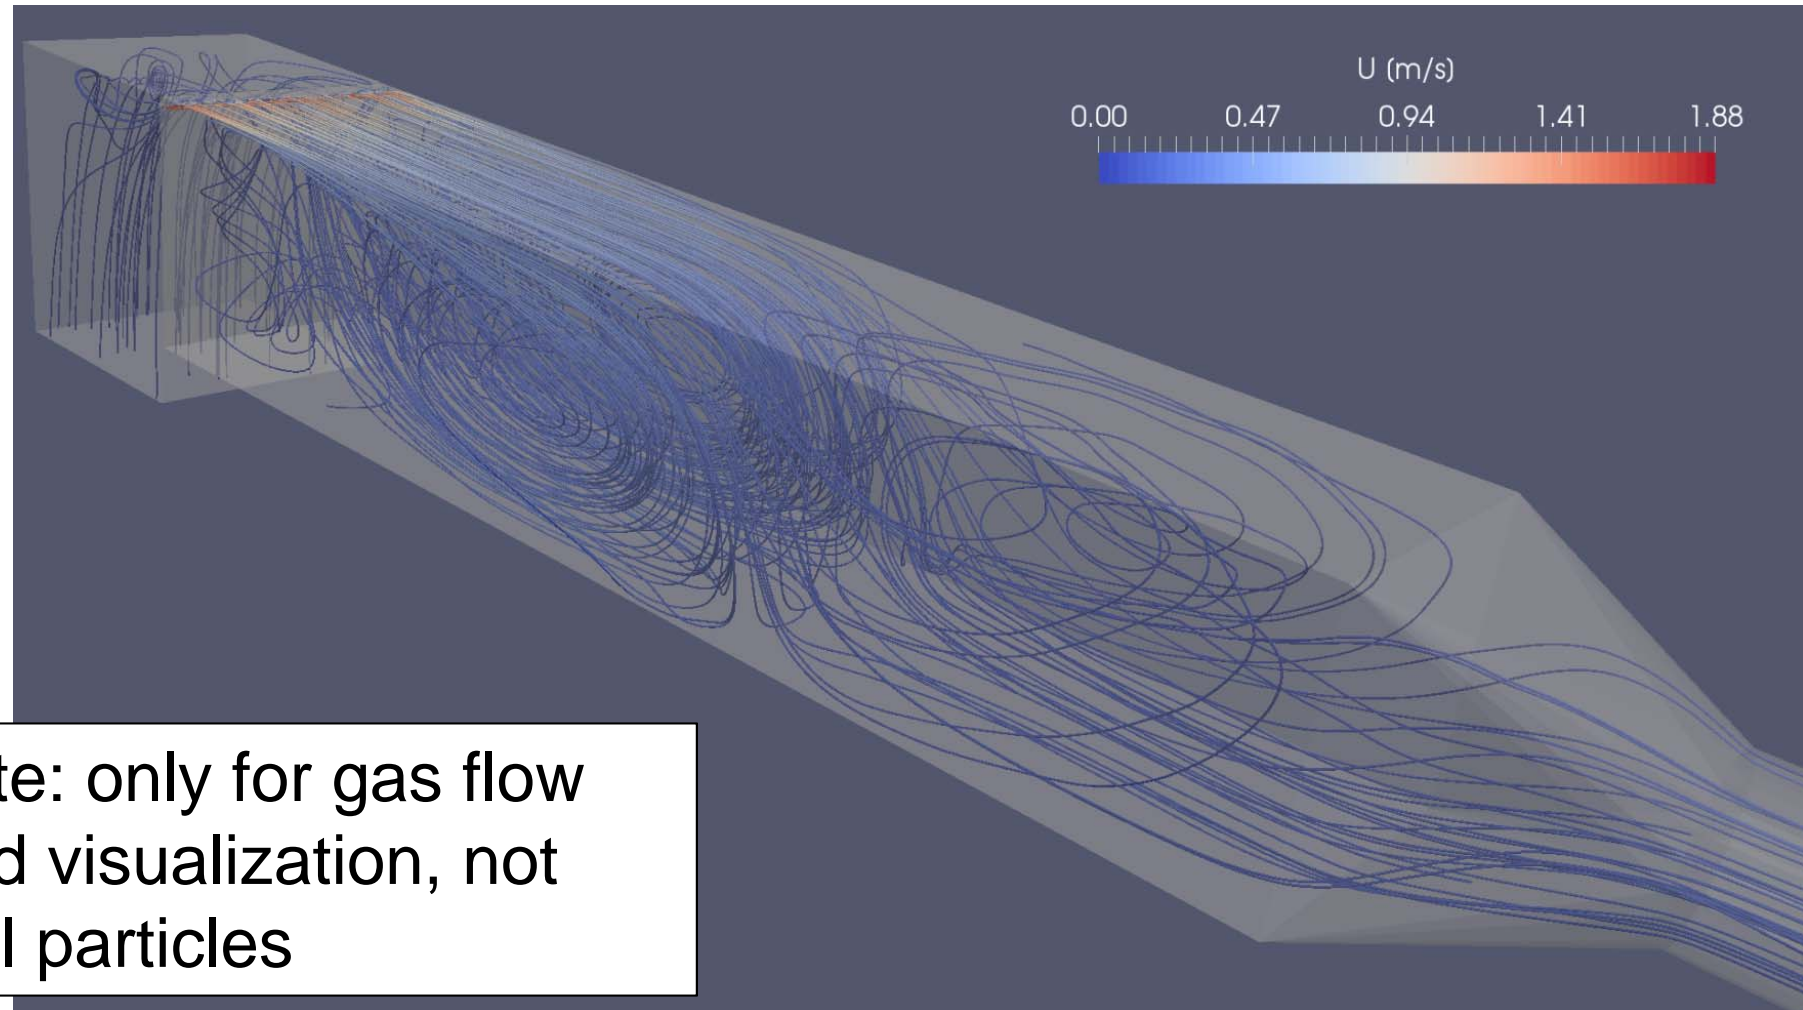 U (m/s)
0.00 0.47 0.94 1.41 1.88
te: only for gas flow
d visualization, not
l particles